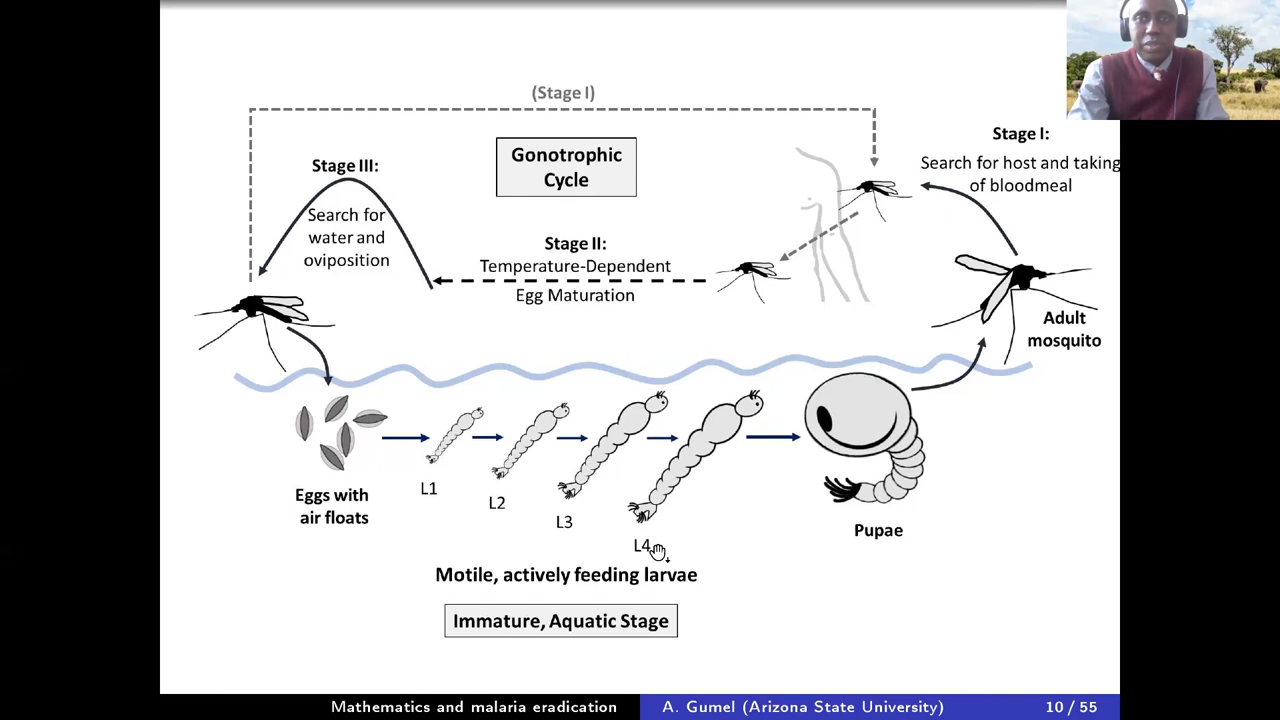 (Stage I)
Gonotrophic
Cycle
Stage I:
Search for host and taking
of bloodmeal
Stage III:
Search for
water and
oviposition
Stage II:
Temperature-Dependent
Egg Maturation
Adult
mosquito
Eggs with
air floats
L1
L2
L3
L4
Pupae
Motile, actively feeding larvae
Immature, Aquatic Stage
Mathematics and malaria eradication
A. Gumel (Arizona State University)
10 / 55